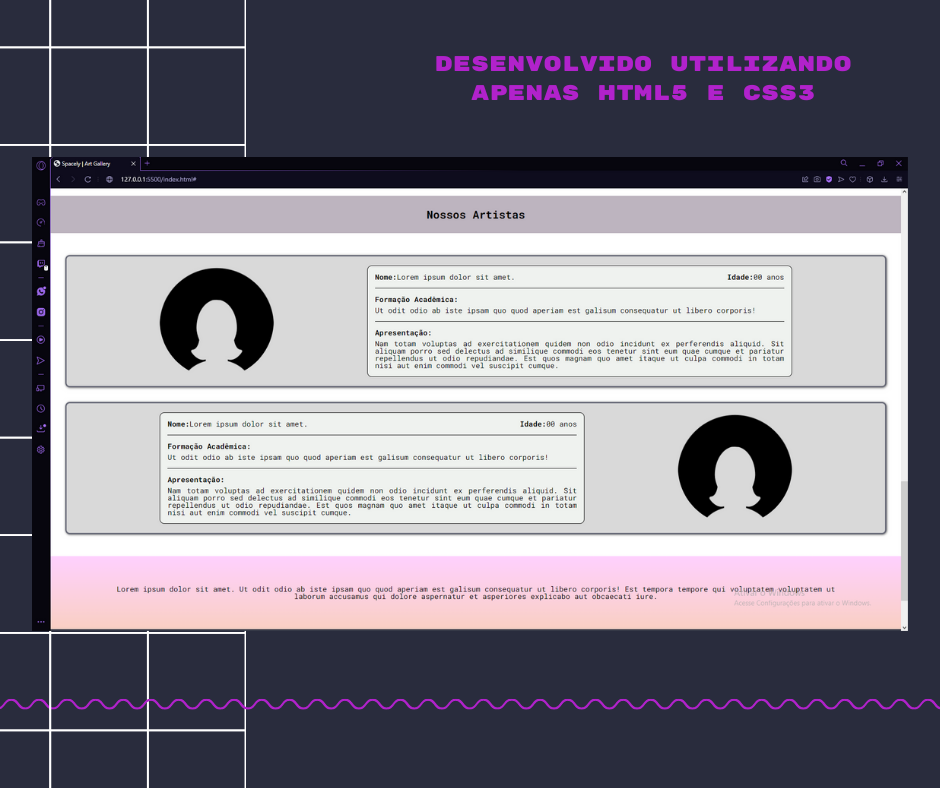 DESENVOLVIDO UTILIZANDO
APENAS HTML5 E CSS3
Spacely | Art Gallery
127.0.0.1:5500/index.html#
Nossos Artistas
Nome:Lorem ipsum dolor sit amet. Idade:00 anos
Formação Acadêmica:
Ut odit odio ab iste ipsam quo quod aperiam est galisum consequatur ut libero corporis!
Apresentação:
Nam totam voluptas ad exercitationem quidem non odio incidunt ex perferendis aliquid. Sit
aliquam porro sed delectus ad similique commodi eos tenetur sint eum quae cumque et pariatur
repellendus ut odio repudiandae. Est quos magnam quo amet itaque ut culpa commodi in totam
nisi aut enim commodi vel suscipit cumque.
Nome:Lorem ipsum dolor sit amet. Idade:00 anos
Formação Acadêmica:
Ut odit odio ab iste ipsam quo quod aperiam est galisum consequatur ut libero corporis!
Apresentação:
Nam totam voluptas ad exercitationem quidem non odio incidunt ex perferendis aliquid. Sit
aliquam porro sed delectus ad similique commodi eos tenetur sint eum quae cumque et pariatur
repellendus ut odio repudiandae. Est quos magnam quo amet itaque ut culpa commodi in totam
nisi aut enim commodi vel suscipit cumque.
Lorem ipsum dolor sit amet. Ut odit odio ab iste ipsam quo quod aperiam est galisum consequatur ut libero corporis! Est tempora tempore qui voluptatem voluptatem ut
laborum accusamus qui dolore aspernatur et asperiores explicabo aut obcaecati iure.
Ativar o Windows
Acesse Configurações para ativar o Windows.